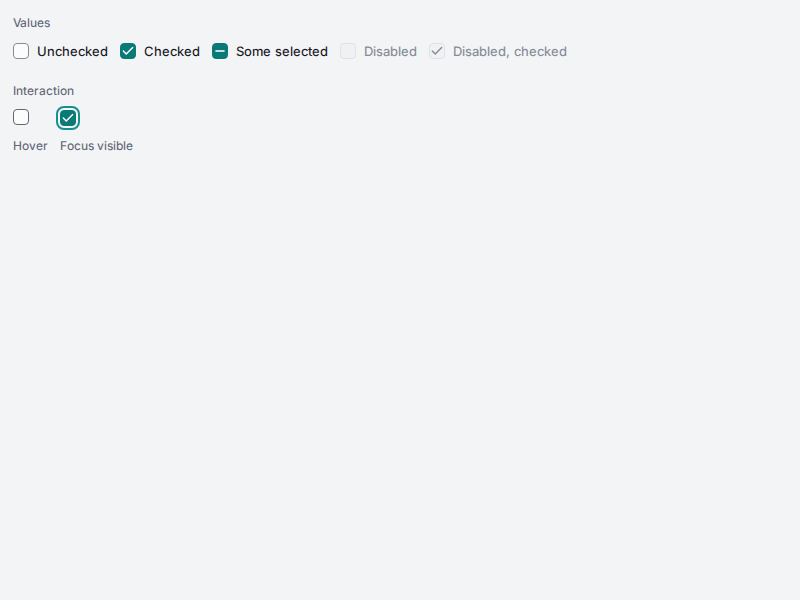 Values
Unchecked Checked Some selected Disabled Disabled, checked
Interaction
Hover Focus visible